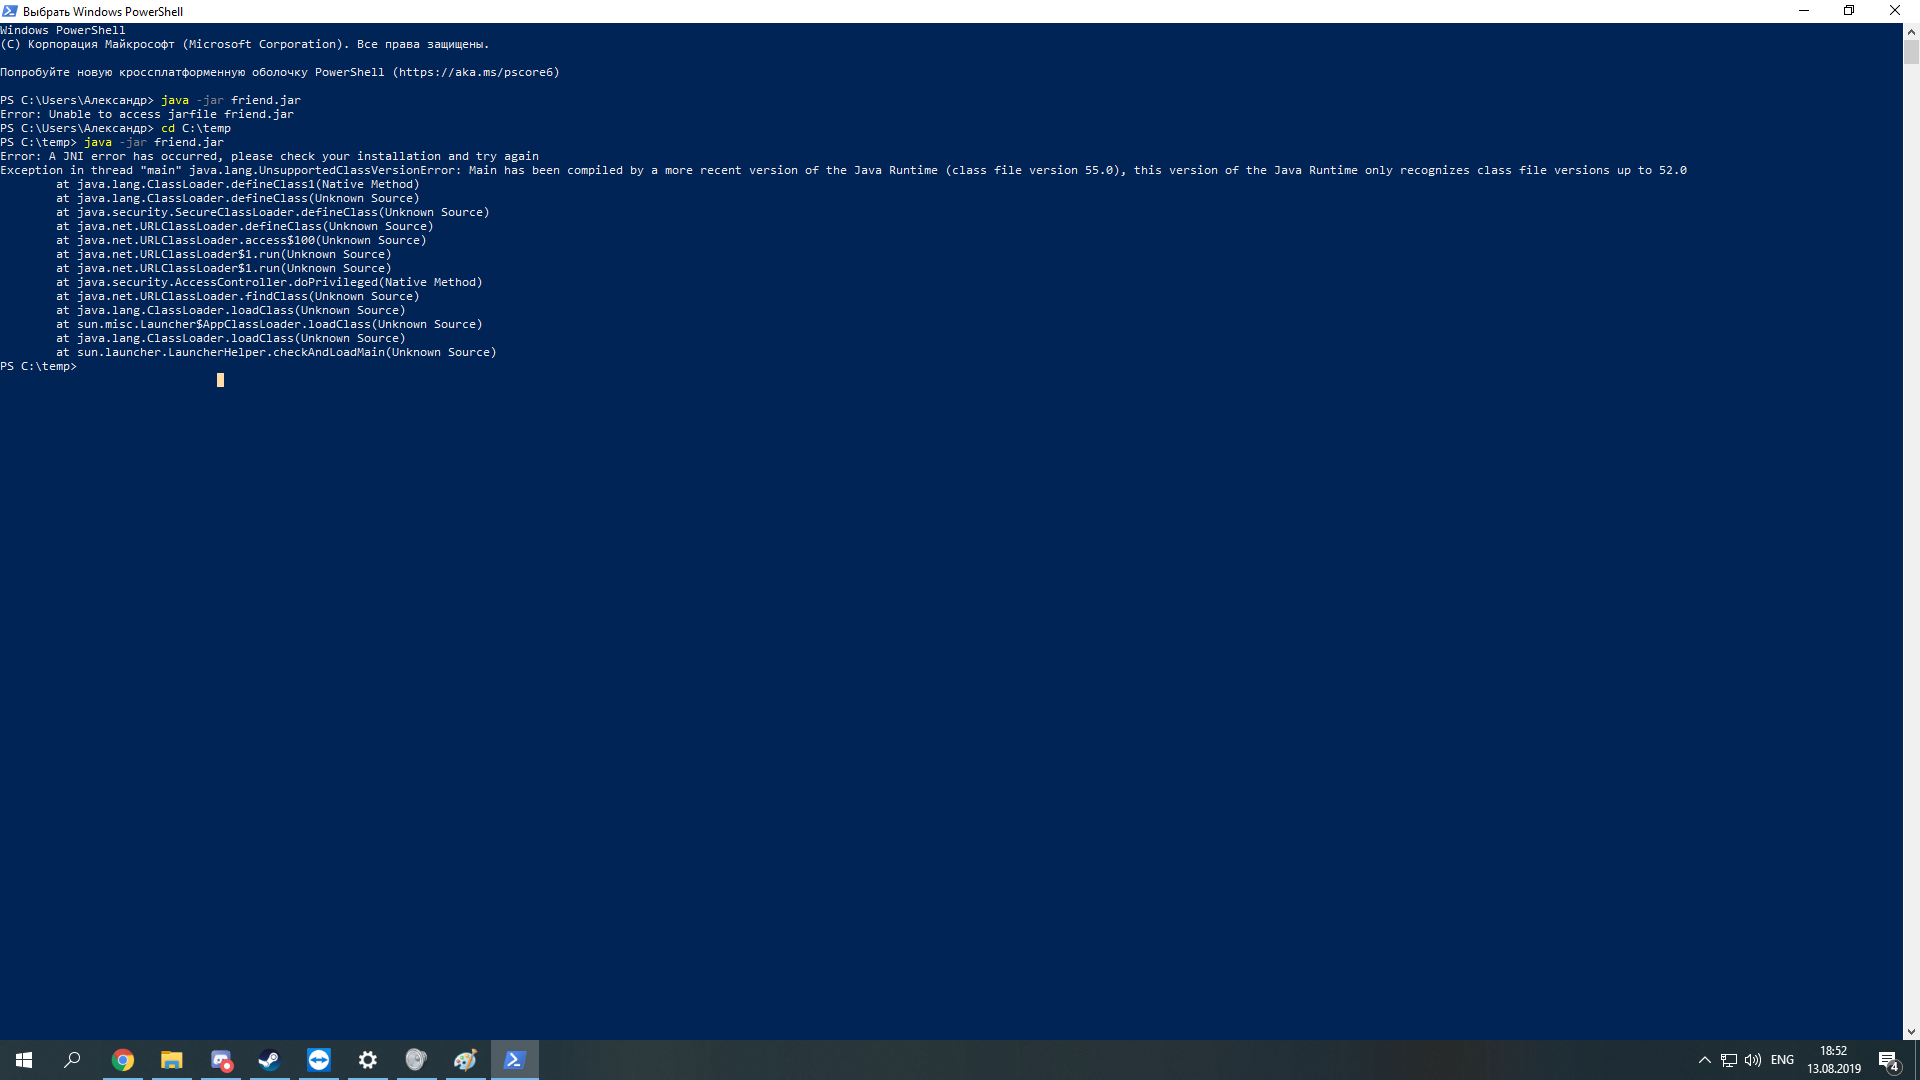 Выбрать Windows PowerShell
Windows PowerShell
(C) Корпорация Майкрософт (Microsoft Corporation). Все права защищены.
Попробуйте новую кроссплатформенную оболочку PowerShell (https://aka.ms/pscore6)
PS C:\Users\Александр> java -jar friend.jar
Error: Unable to access jarfile friend.jar
PS C:\Users\Александр> cd C:\temp
PS C:\temp> java -jar friend.jar
Error: A JNI error has occurred, please check your installation and try again
Exception in thread "main" java.lang.UnsupportedClassVersionError: Main has been compiled by a more recent version of the Java Runtime (class file version 55.0), this version of the Java Runtime only recognizes class file versions up to 52.0
at java.lang.ClassLoader.defineClass1(Native Method)
at java.lang.ClassLoader.defineClass(Unknown Source)
at java.security.SecureClassLoader.defineClass(Unknown Source)
at java.net.URLClassLoader.defineClass(Unknown Source)
at java.net.URLClassLoader.access$100(Unknown Source)
at java.net.URLClassLoader$1.run(Unknown Source)
at java.net.URLClassLoader$1.run(Unknown Source)
at java.security.AccessController.doPrivileged(Native Method)
at java.net.URLClassLoader.findClass(Unknown Source)
at java.lang.ClassLoader.loadClass(Unknown Source)
at sun.misc.Launcher$AppClassLoader.loadClass(Unknown Source)
at java.lang.ClassLoader.loadClass(Unknown Source)
at sun.launcher.LauncherHelper.checkAndLoadMain(Unknown Source)
PS C:\temp>
ENG
18:52
13.08.2019
4